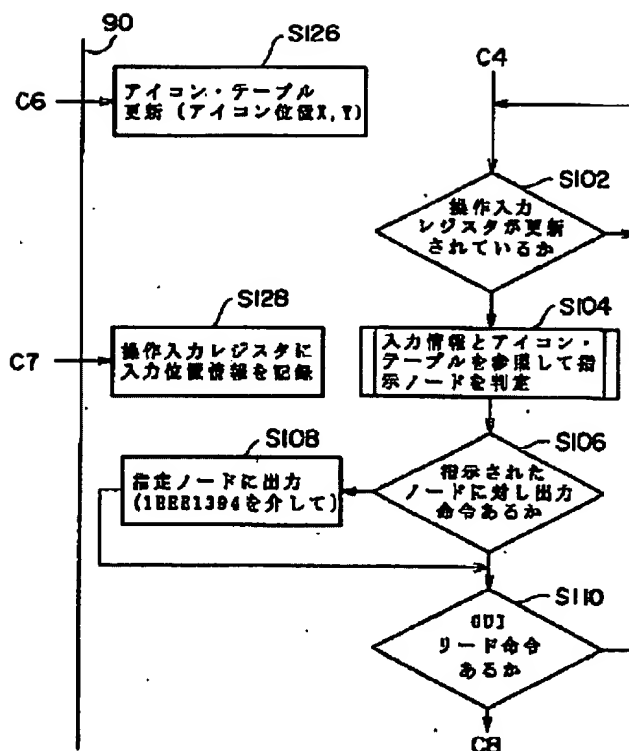 90
S126
C6
アイコン・テーブル
更新 (アイコン位置X, Y)
C4
S102
操作入力
レジスタが更新
されているか
S128
C7
操作入力レジスタに
入力位置情報を記録
S104
入力情報とアイコン・
テーブルを参照して指
示ノードを判定
S108
指定ノードに出力
(IEEE1394を介して)
S106
指示された
ノードに対し出力
命令あるか
S110
GUI
リード命令
あるか
C8